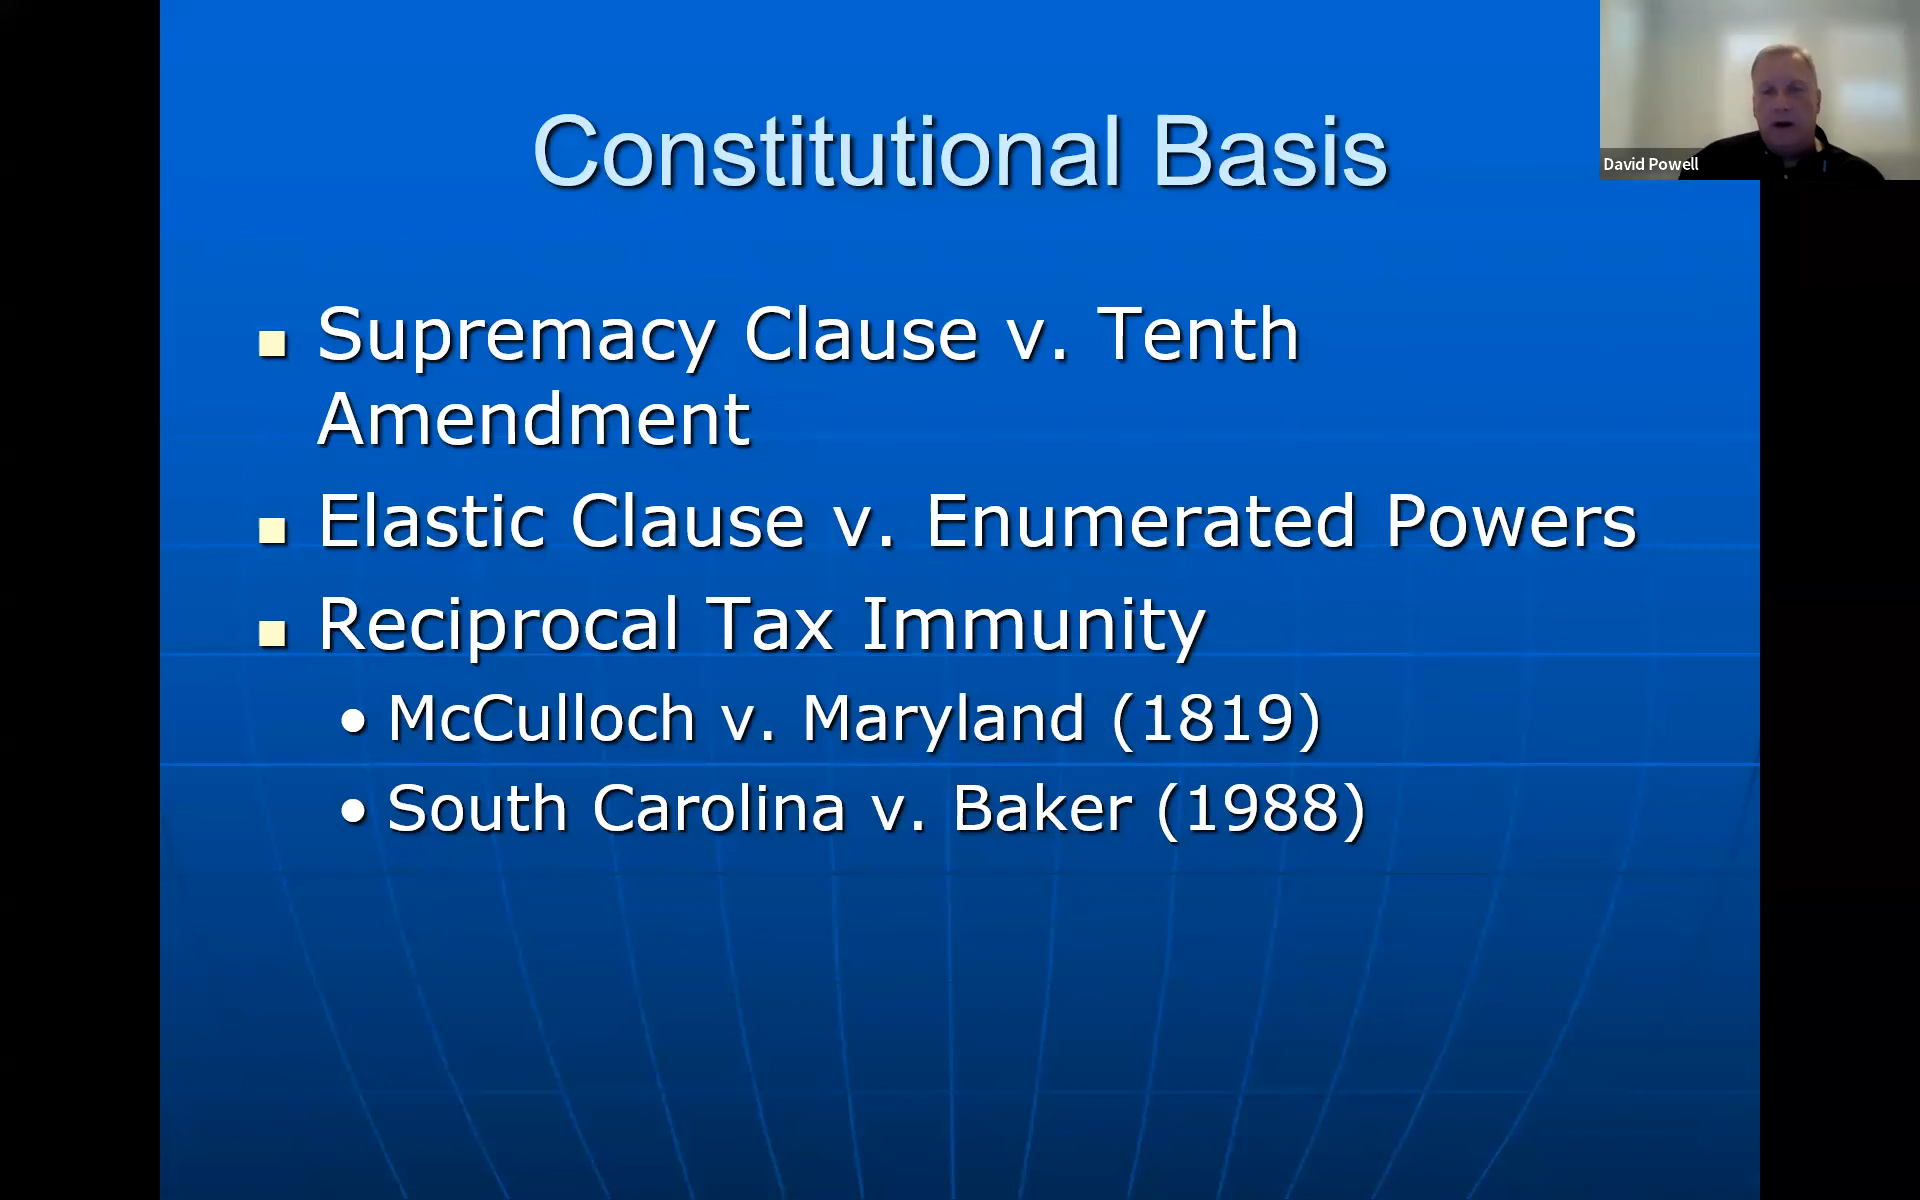 Constitutional Basis
David Powell
Supremacy Clause v. Tenth
Amendment
Elastic Clause v. Enumerated Powers
Reciprocal Tax Immunity
McCulloch v. Maryland (1819)
South Carolina v. Baker (1988)